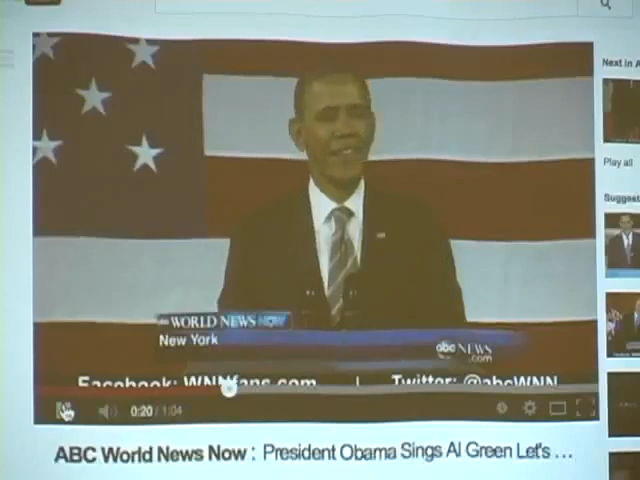 Next in A
Play all
Suggest
WORLD NEWS NOW
New York
abc NEWS
.com
Facebook: WNNfans.com | Twitter: @abcWNN
0:20 / 1:04
ABC World News Now : President Obama Sings Al Green Let's ...